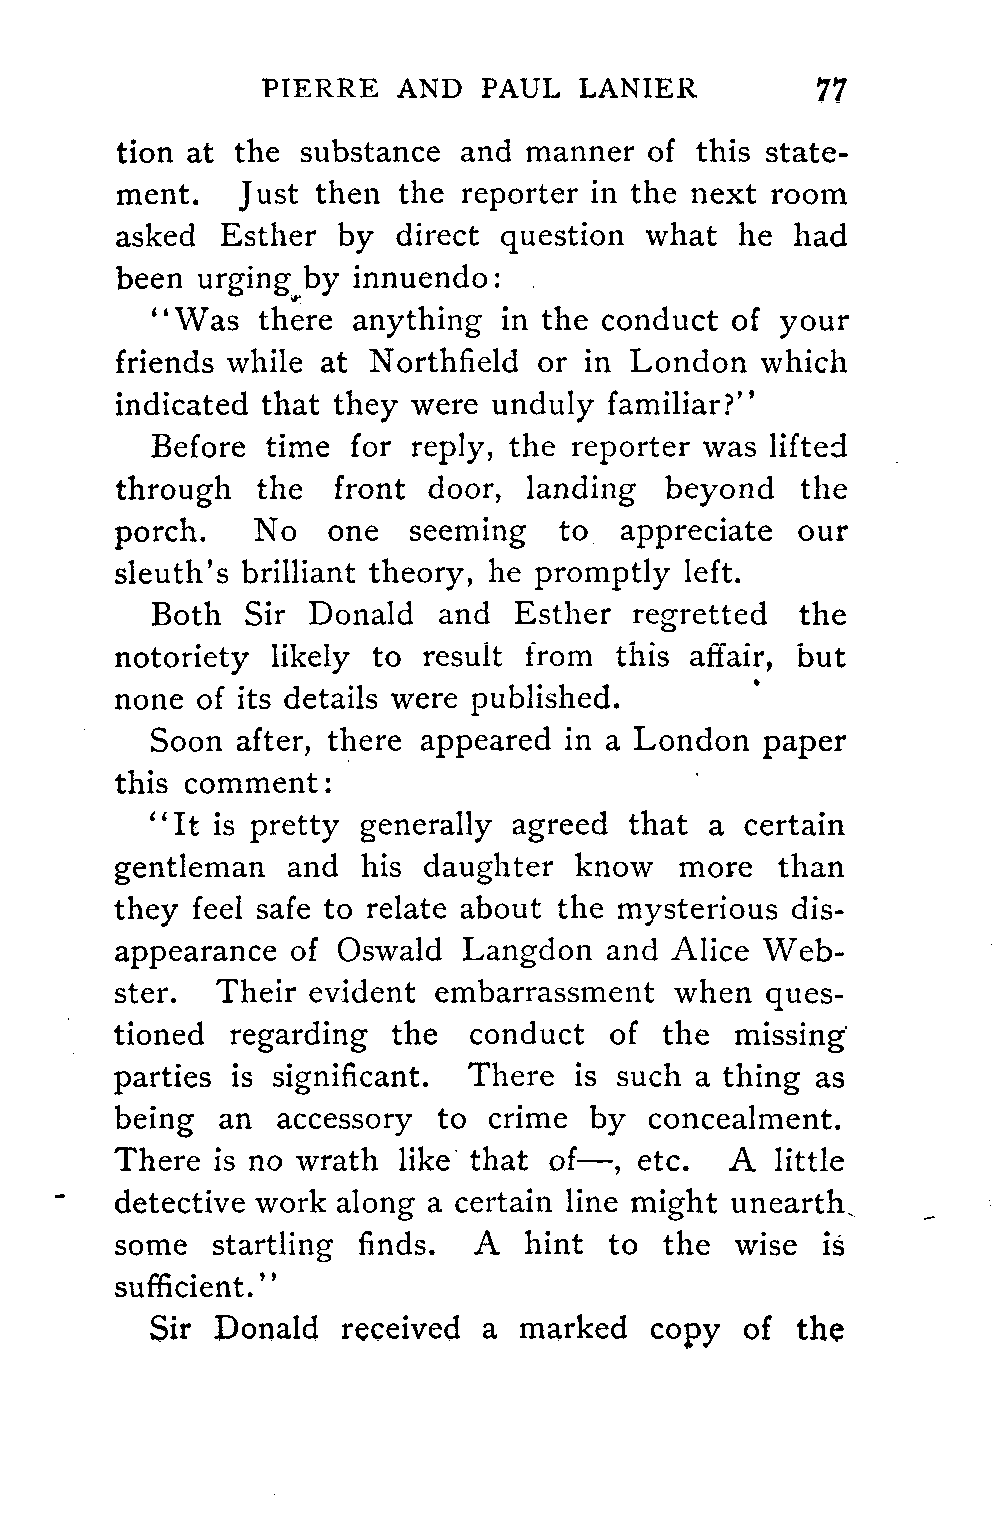 PIERRE AND PAUL LANIER 77
tion at the substance and manner of this state-
ment. Just then the reporter in the next room
asked Esther by direct question what he had
been urging by innuendo:
"Was there anything in the conduct of your
friends while at Northfield or in London which
indicated that they were unduly familiar?"
Before time for reply, the reporter was lifted
through the front door, landing beyond the
porch. No one seeming to appreciate our
sleuth's brilliant theory, he promptly left.
Both Sir Donald and Esther regretted the
notoriety likely to result from this affair, but
none of its details were published.
Soon after, there appeared in a London paper
this comment:
"It is pretty generally agreed that a certain
gentleman and his daughter know more than
they feel safe to relate about the mysterious dis-
appearance of Oswald Langdon and Alice Web-
ster. Their evident embarrassment when ques-
tioned regarding the conduct of the missing
parties is significant. There is such a thing as
being an accessory to crime by concealment.
There is no wrath like that of—, etc. A little
detective work along a certain line might unearth
some startling finds. A hint to the wise is
sufficient."
Sir Donald received a marked copy of the